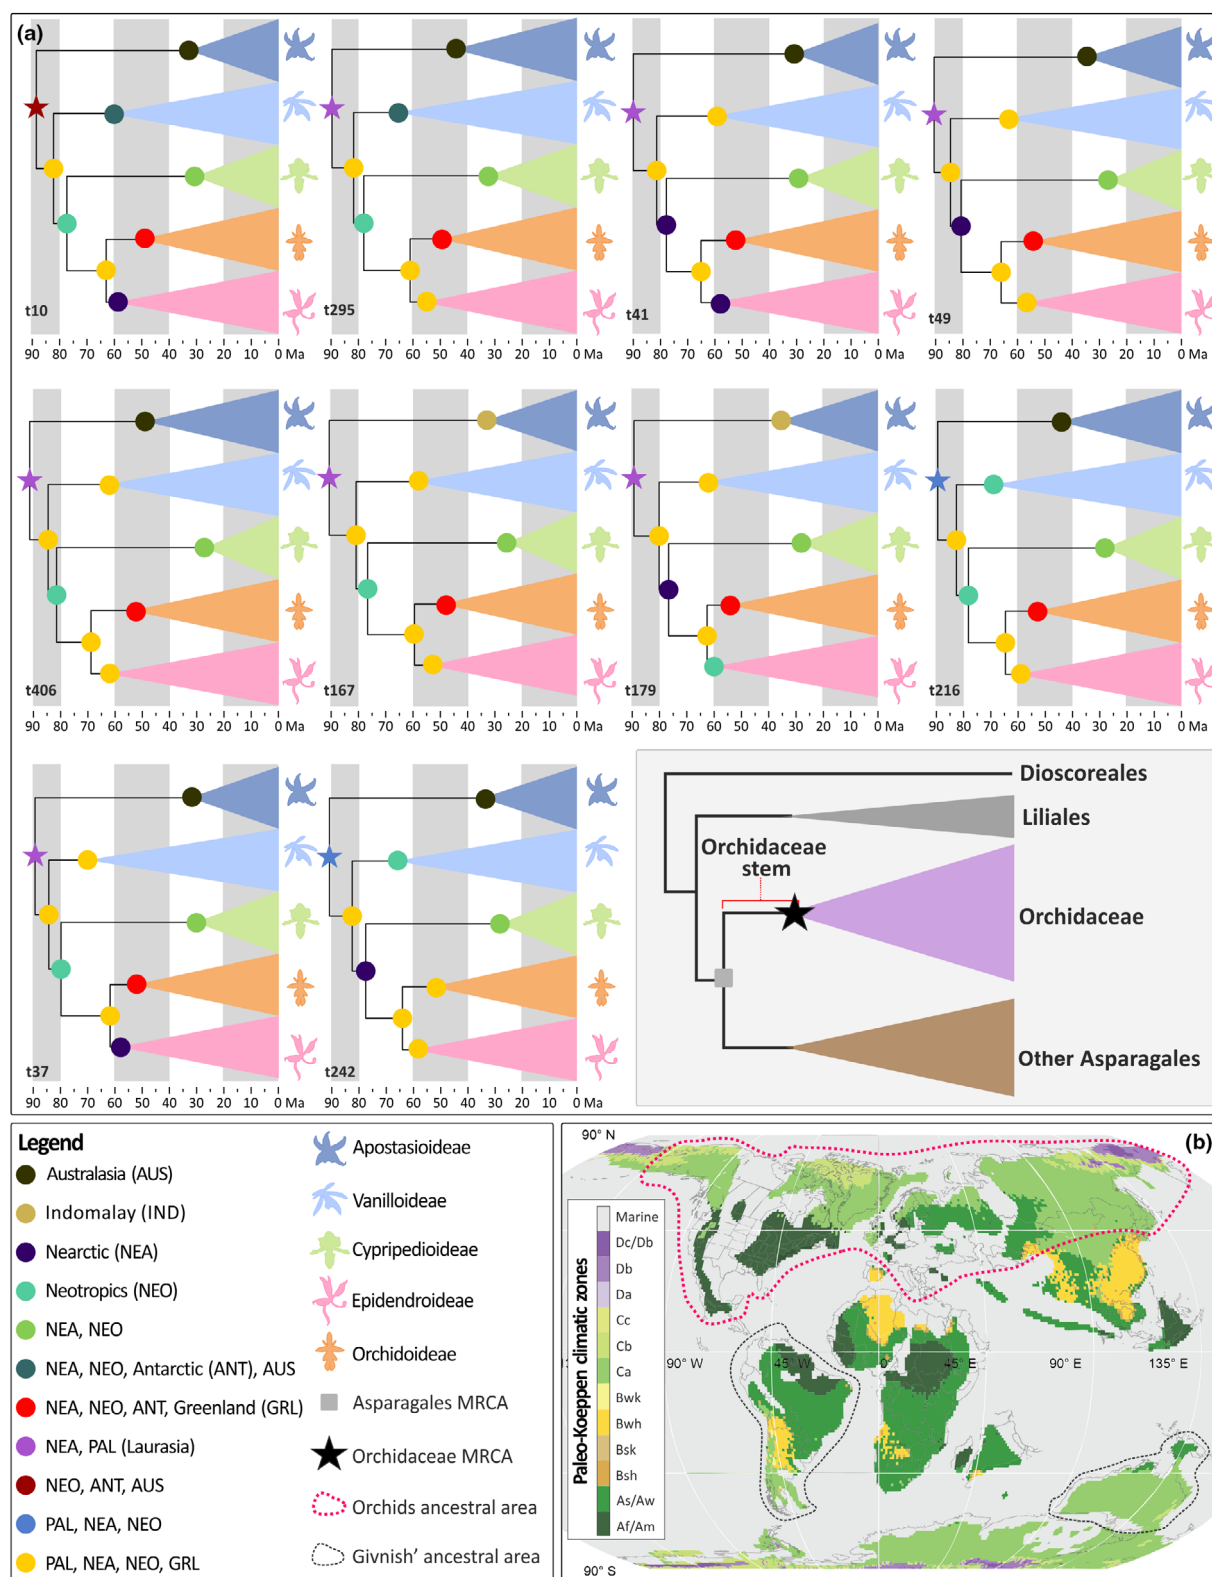 (a)
t10
t295
t41
t49
90 80 70 60 50 40 30 20 10 0 Ma
90 80 70 60 50 40 30 20 10 0 Ma
90 80 70 60 50 40 30 20 10 0 Ma
90 80 70 60 50 40 30 20 10 0 Ma
t406
t167
t179
t216
90 80 70 60 50 40 30 20 10 0 Ma
90 80 70 60 50 40 30 20 10 0 Ma
90 80 70 60 50 40 30 20 10 0 Ma
90 80 70 60 50 40 30 20 10 0 Ma
t37
t242
90 80 70 60 50 40 30 20 10 0 Ma
90 80 70 60 50 40 30 20 10 0 Ma
Dioscoreales
Liliales
Orchidaceae
stem
Orchidaceae
Other Asparagales
Legend
Australasia (AUS)
Indomalay (IND)
Nearctic (NEA)
Neotropics (NEO)
NEA, NEO
NEA, NEO, Antarctic (ANT), AUS
NEA, NEO, ANT, Greenland (GRL)
NEA, PAL (Laurasia)
NEO, ANT, AUS
PAL, NEA, NEO
PAL, NEA, NEO, GRL
Apostasioideae
Vanilloideae
Cypripedioideae
Epidendroideae
Orchidoideae
Asparagales MRCA
Orchidaceae MRCA
Orchids ancestral area
Givnish' ancestral area
(b)
90° N
Paleo-Koeppen climatic zones
Marine
Dc/Db
Db
Da
Cc
Cb
Ca
Bwk
Bwh
Bsk
Bsh
As/Aw
Af/Am
90° W
45° W
0°
45° E
90° E
135° E
90° S